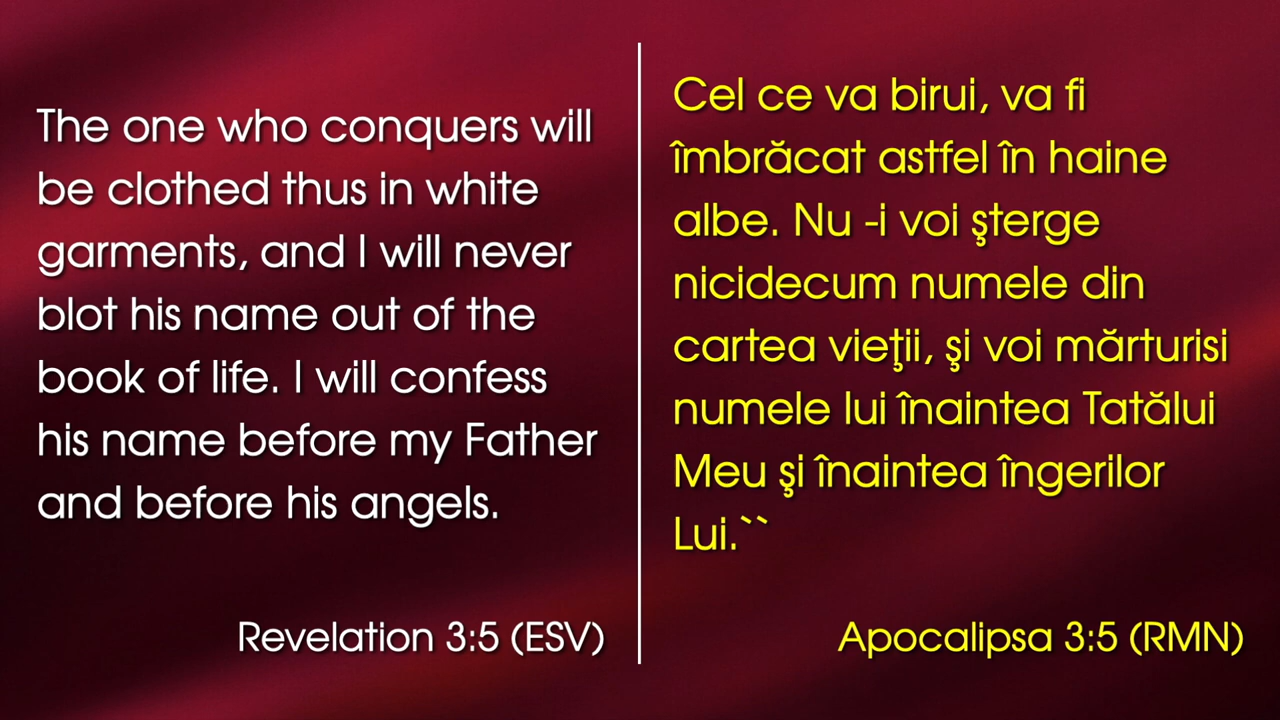 The one who conquers will
be clothed thus in white
garments, and I will never
blot his name out of the
book of life. I will confess
his name before my Father
and before his angels.
Revelation 3:5 (ESV)
Cel ce va birui, va fi
îmbrăcat astfel în haine
albe. Nu -i voi şterge
nicidecum numele din
cartea vieţii, şi voi mărturisi
numele lui înaintea Tatălui
Meu şi înaintea îngerilor
Lui.``
Apocalipsa 3:5 (RMN)